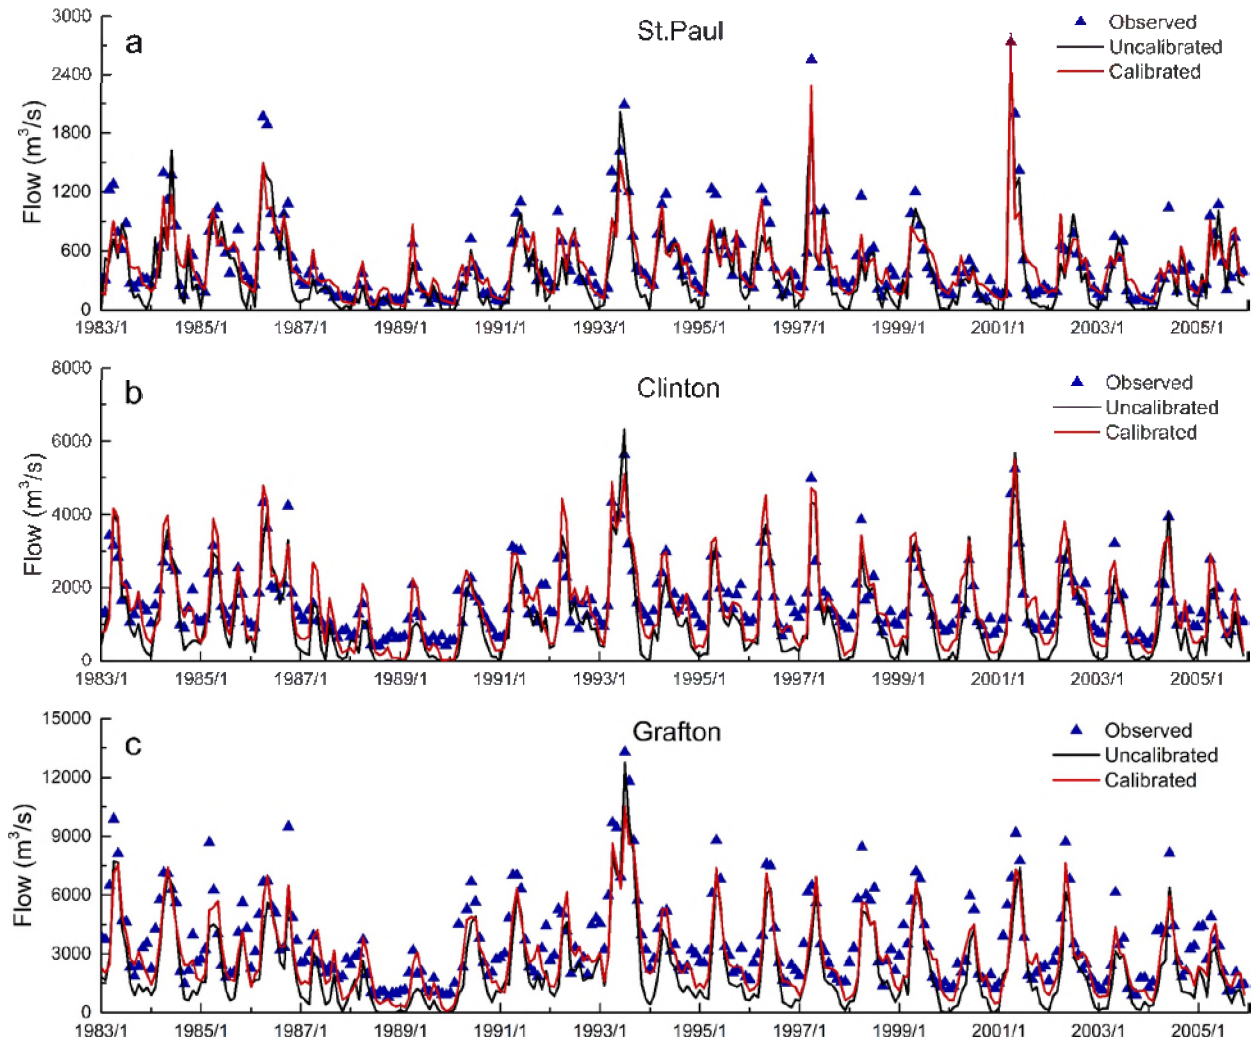 a
St.Paul
Observed
Uncalibrated
Calibrated
Flow (m³/s)
3000
2400
1800
1200
600
0
1983/1 1985/1 1987/1 1989/1 1991/1 1993/1 1995/1 1997/1 1999/1 2001/1 2003/1 2005/1
b
Clinton
Observed
Uncalibrated
Calibrated
Flow (m³/s)
8000
6000
4000
2000
0
1983/1 1985/1 1987/1 1989/1 1991/1 1993/1 1995/1 1997/1 1999/1 2001/1 2003/1 2005/1
c
Grafton
Observed
Uncalibrated
Calibrated
Flow (m³/s)
15000
12000
9000
6000
3000
0
1983/1 1985/1 1987/1 1989/1 1991/1 1993/1 1995/1 1997/1 1999/1 2001/1 2003/1 2005/1